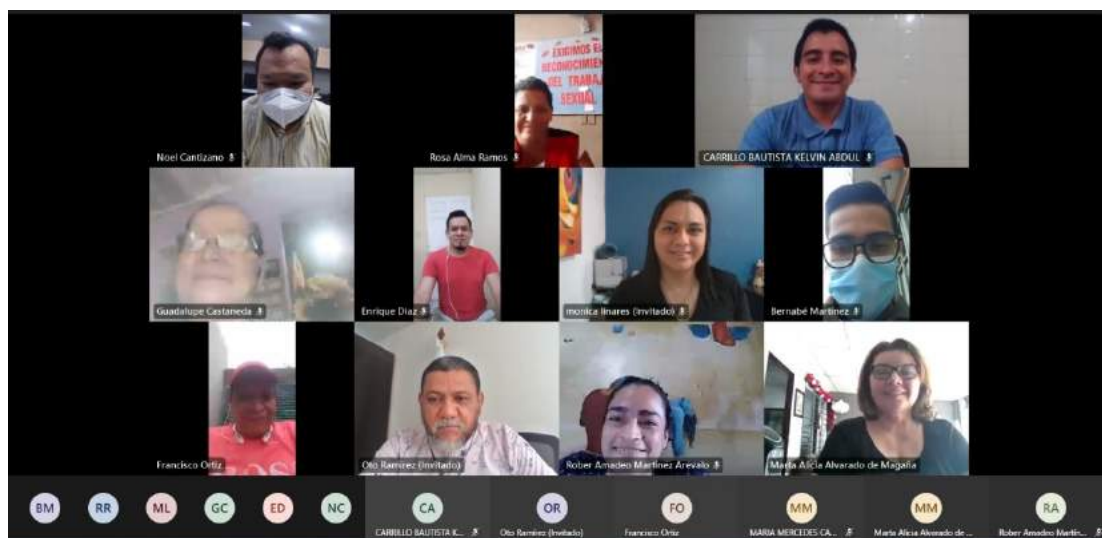 EXIGIMOS EL
RECONOCIMIEN
DEL TRABAJ
SEXUAL
Noel Cantizano
Rosa Alma Ramos
CARRILLO BAUTISTA KELVIN ABDUL
Guadalupe Castaneda
Enrique Diaz
monica linares (Invitado)
Bernabé Martinez
Francisco Ortiz
Oto Ramirez (Invitado)
Rober Amadeo Martinez Arevalo
Marta Alicia Alvarado de Magaña
BM RR ML GC ED NC CA OR FO MM MM RA
CARRILLO BAUTISTA K... Oto Ramirez (Invitado) Francisco Ortiz MARIA MERCEDES CA... Marta Alicia Alvarado de ... Rober Amadeo Martín...